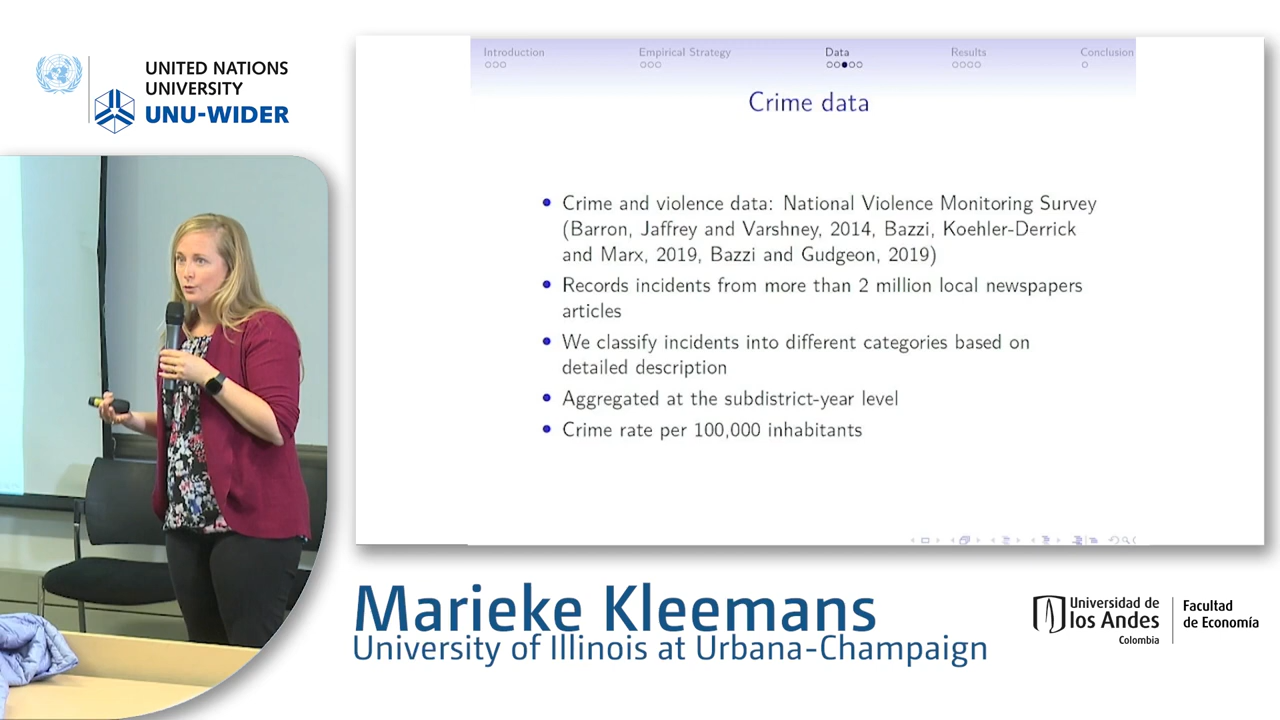 UNITED NATIONS
UNIVERSITY
UNU-WIDER
Introduction
Empirical Strategy
Data
Results
Conclusion
Crime data
Crime and violence data: National Violence Monitoring Survey
(Barron, Jaffrey and Varshney, 2014, Bazzi, Koehler-Derrick
and Marx, 2019, Bazzi and Gudgeon, 2019)
Records incidents from more than 2 million local newspapers
articles
We classify incidents into different categories based on
detailed description
Aggregated at the subdistrict-year level
Crime rate per 100,000 inhabitants
Marieke Kleemans
University of Illinois at Urbana-Champaign
Universidad de
los Andes
Colombia
Facultad
de Economía